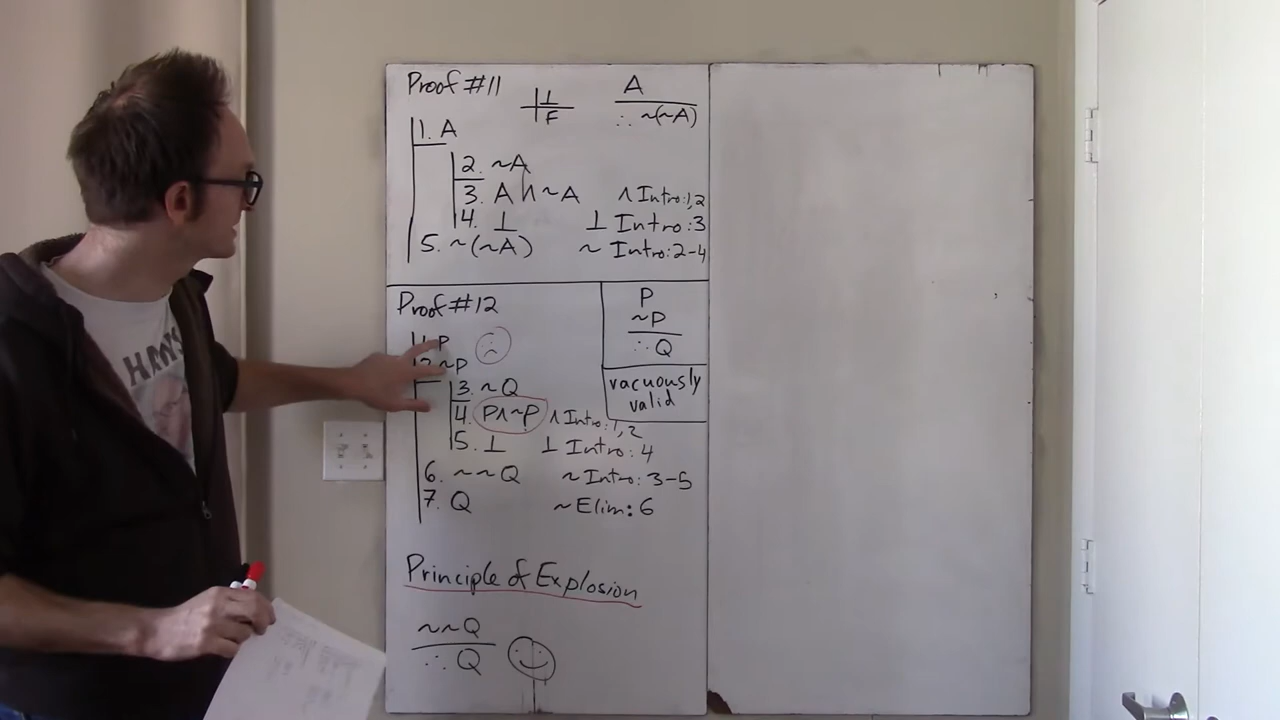 Proof #11
⊥
F
A
∴ ~(~A)
1. A
2. ~A
3. A ∧ ~A ∧ Intro: 1, 2
4. ⊥ ⊥ Intro: 3
5. ~(~A) ~ Intro: 2-4
Proof #12
P
~P
∴ Q
vacuously
valid
1. P
2. ~P
3. ~Q
4. P∧~P ∧ Intro: 1, 2
5. ⊥ ⊥ Intro: 4
6. ~~Q ~ Intro: 3-5
7. Q ~ Elim: 6
Principle of Explosion
~~Q
∴ Q